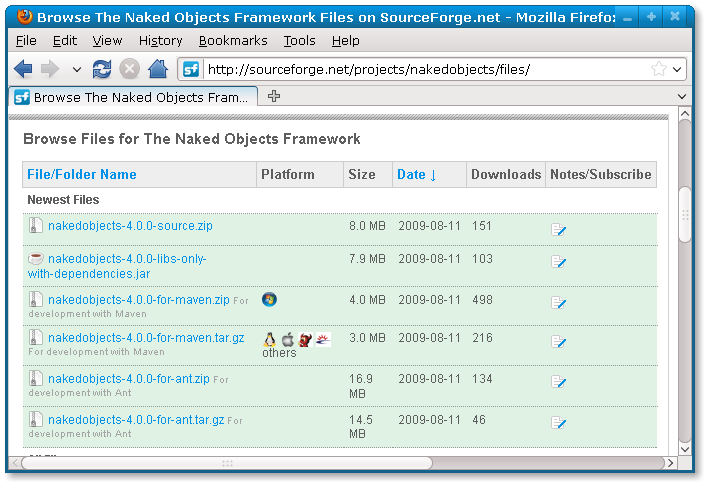 Browse The Naked Objects Framework Files on SourceForge.net - Mozilla Firefox
File Edit View History Bookmarks Tools Help
http://sourceforge.net/projects/nakedobjects/files/
Browse The Naked Objects Fram...
Browse Files for The Naked Objects Framework
File/Folder Name Platform Size Date ↓ Downloads Notes/Subscribe
Newest Files
nakedobjects-4.0.0-source.zip 8.0 MB 2009-08-11 151
nakedobjects-4.0.0-libs-only- 7.9 MB 2009-08-11 103
with-dependencies.jar
nakedobjects-4.0.0-for-maven.zip For 4.0 MB 2009-08-11 498
development with Maven
nakedobjects-4.0.0-for-maven.tar.gz 3.0 MB 2009-08-11 216
For development with Maven others
nakedobjects-4.0.0-for-ant.zip For 16.9 2009-08-11 134
development with Ant MB
nakedobjects-4.0.0-for-ant.tar.gz For 14.5 2009-08-11 46
development with Ant MB